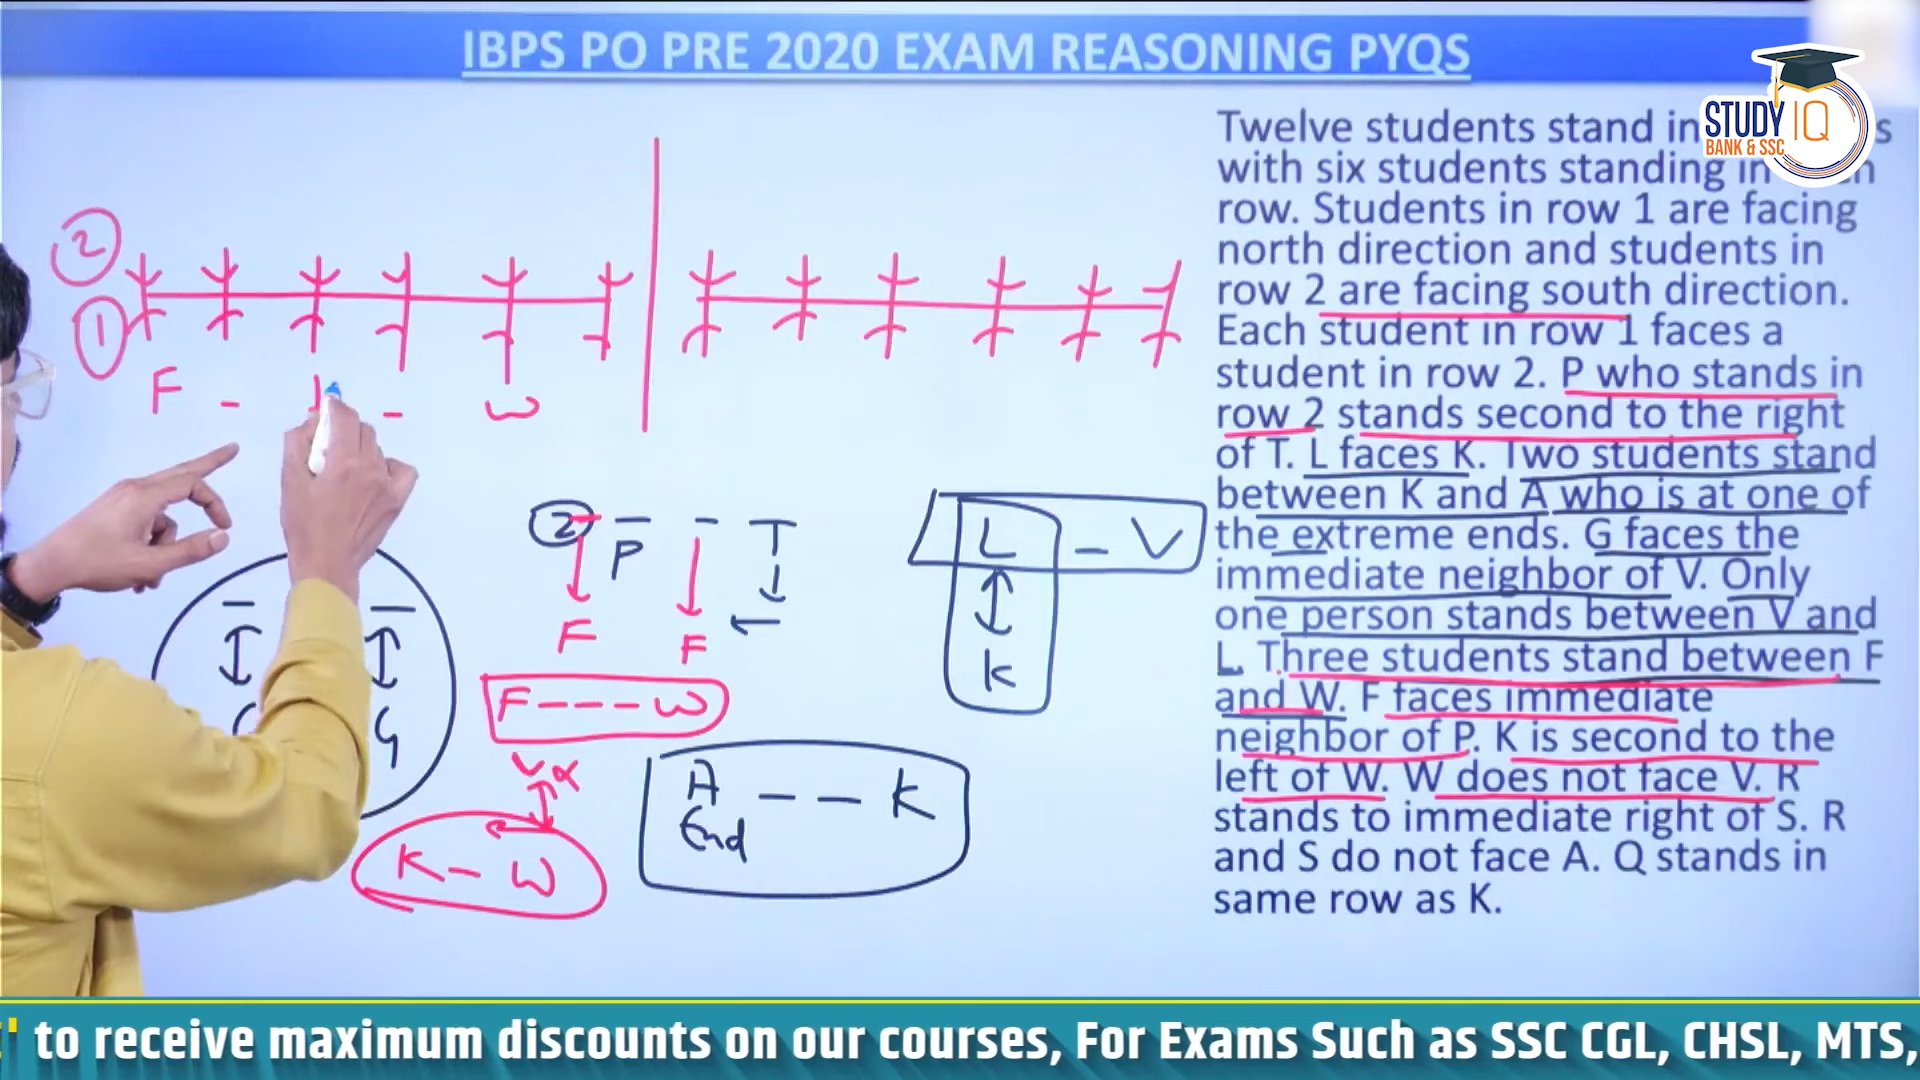 IBPS PO PRE 2020 EXAM REASONING PYQS
STUDY IQ
BANK & SSC
Twelve students stand in
with six students standing in
row. Students in row 1 are facing
north direction and students in
row 2 are facing south direction.
Each student in row 1 faces a
student in row 2. P who stands in
row 2 stands second to the right
of T. L faces K. Two students stand
between K and A who is at one of
the extreme ends. G faces the
immediate neighbor of V. Only
one person stands between V and
L. Three students stand between F
and W. F faces immediate
neighbor of P. K is second to the
left of W. W does not face V. R
stands to immediate right of S. R
and S do not face A. Q stands in
same row as K.
2
1
F - - W
2 - - T
P
F F
L - V
K
G
F - - - W
V x
K - W
A - - K
End
to receive maximum discounts on our courses, For Exams Such as SSC CGL, CHSL, MTS,